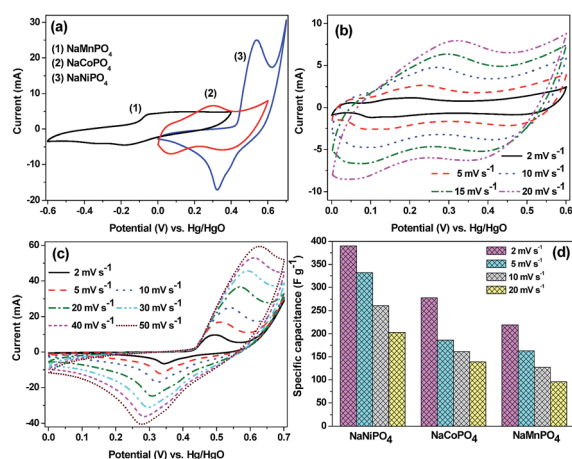 (a)
(1) NaMnPO4
(2) NaCoPO4
(3) NaNiPO4
(1)
(2)
(3)
30
20
10
0
-10
-20
Current (mA)
-0.6 -0.4 -0.2 0.0 0.2 0.4 0.6
Potential (V) vs. Hg/HgO
(b)
10
5
0
-5
-10
Current (mA)
2 mV s-1
5 mV s-1
10 mV s-1
15 mV s-1
20 mV s-1
0.0 0.1 0.2 0.3 0.4 0.5 0.6
Potential (V) vs. Hg/HgO
(c)
2 mV s-1
5 mV s-1
10 mV s-1
20 mV s-1
30 mV s-1
40 mV s-1
50 mV s-1
60
40
20
0
-20
-40
Current (mA)
0.0 0.1 0.2 0.3 0.4 0.5 0.6 0.7
Potential (V) vs. Hg/HgO
(d)
2 mV s-1
5 mV s-1
10 mV s-1
20 mV s-1
400
350
300
250
200
150
100
50
0
Specific capacitance (F g-1)
NaNiPO4 NaCoPO4 NaMnPO4